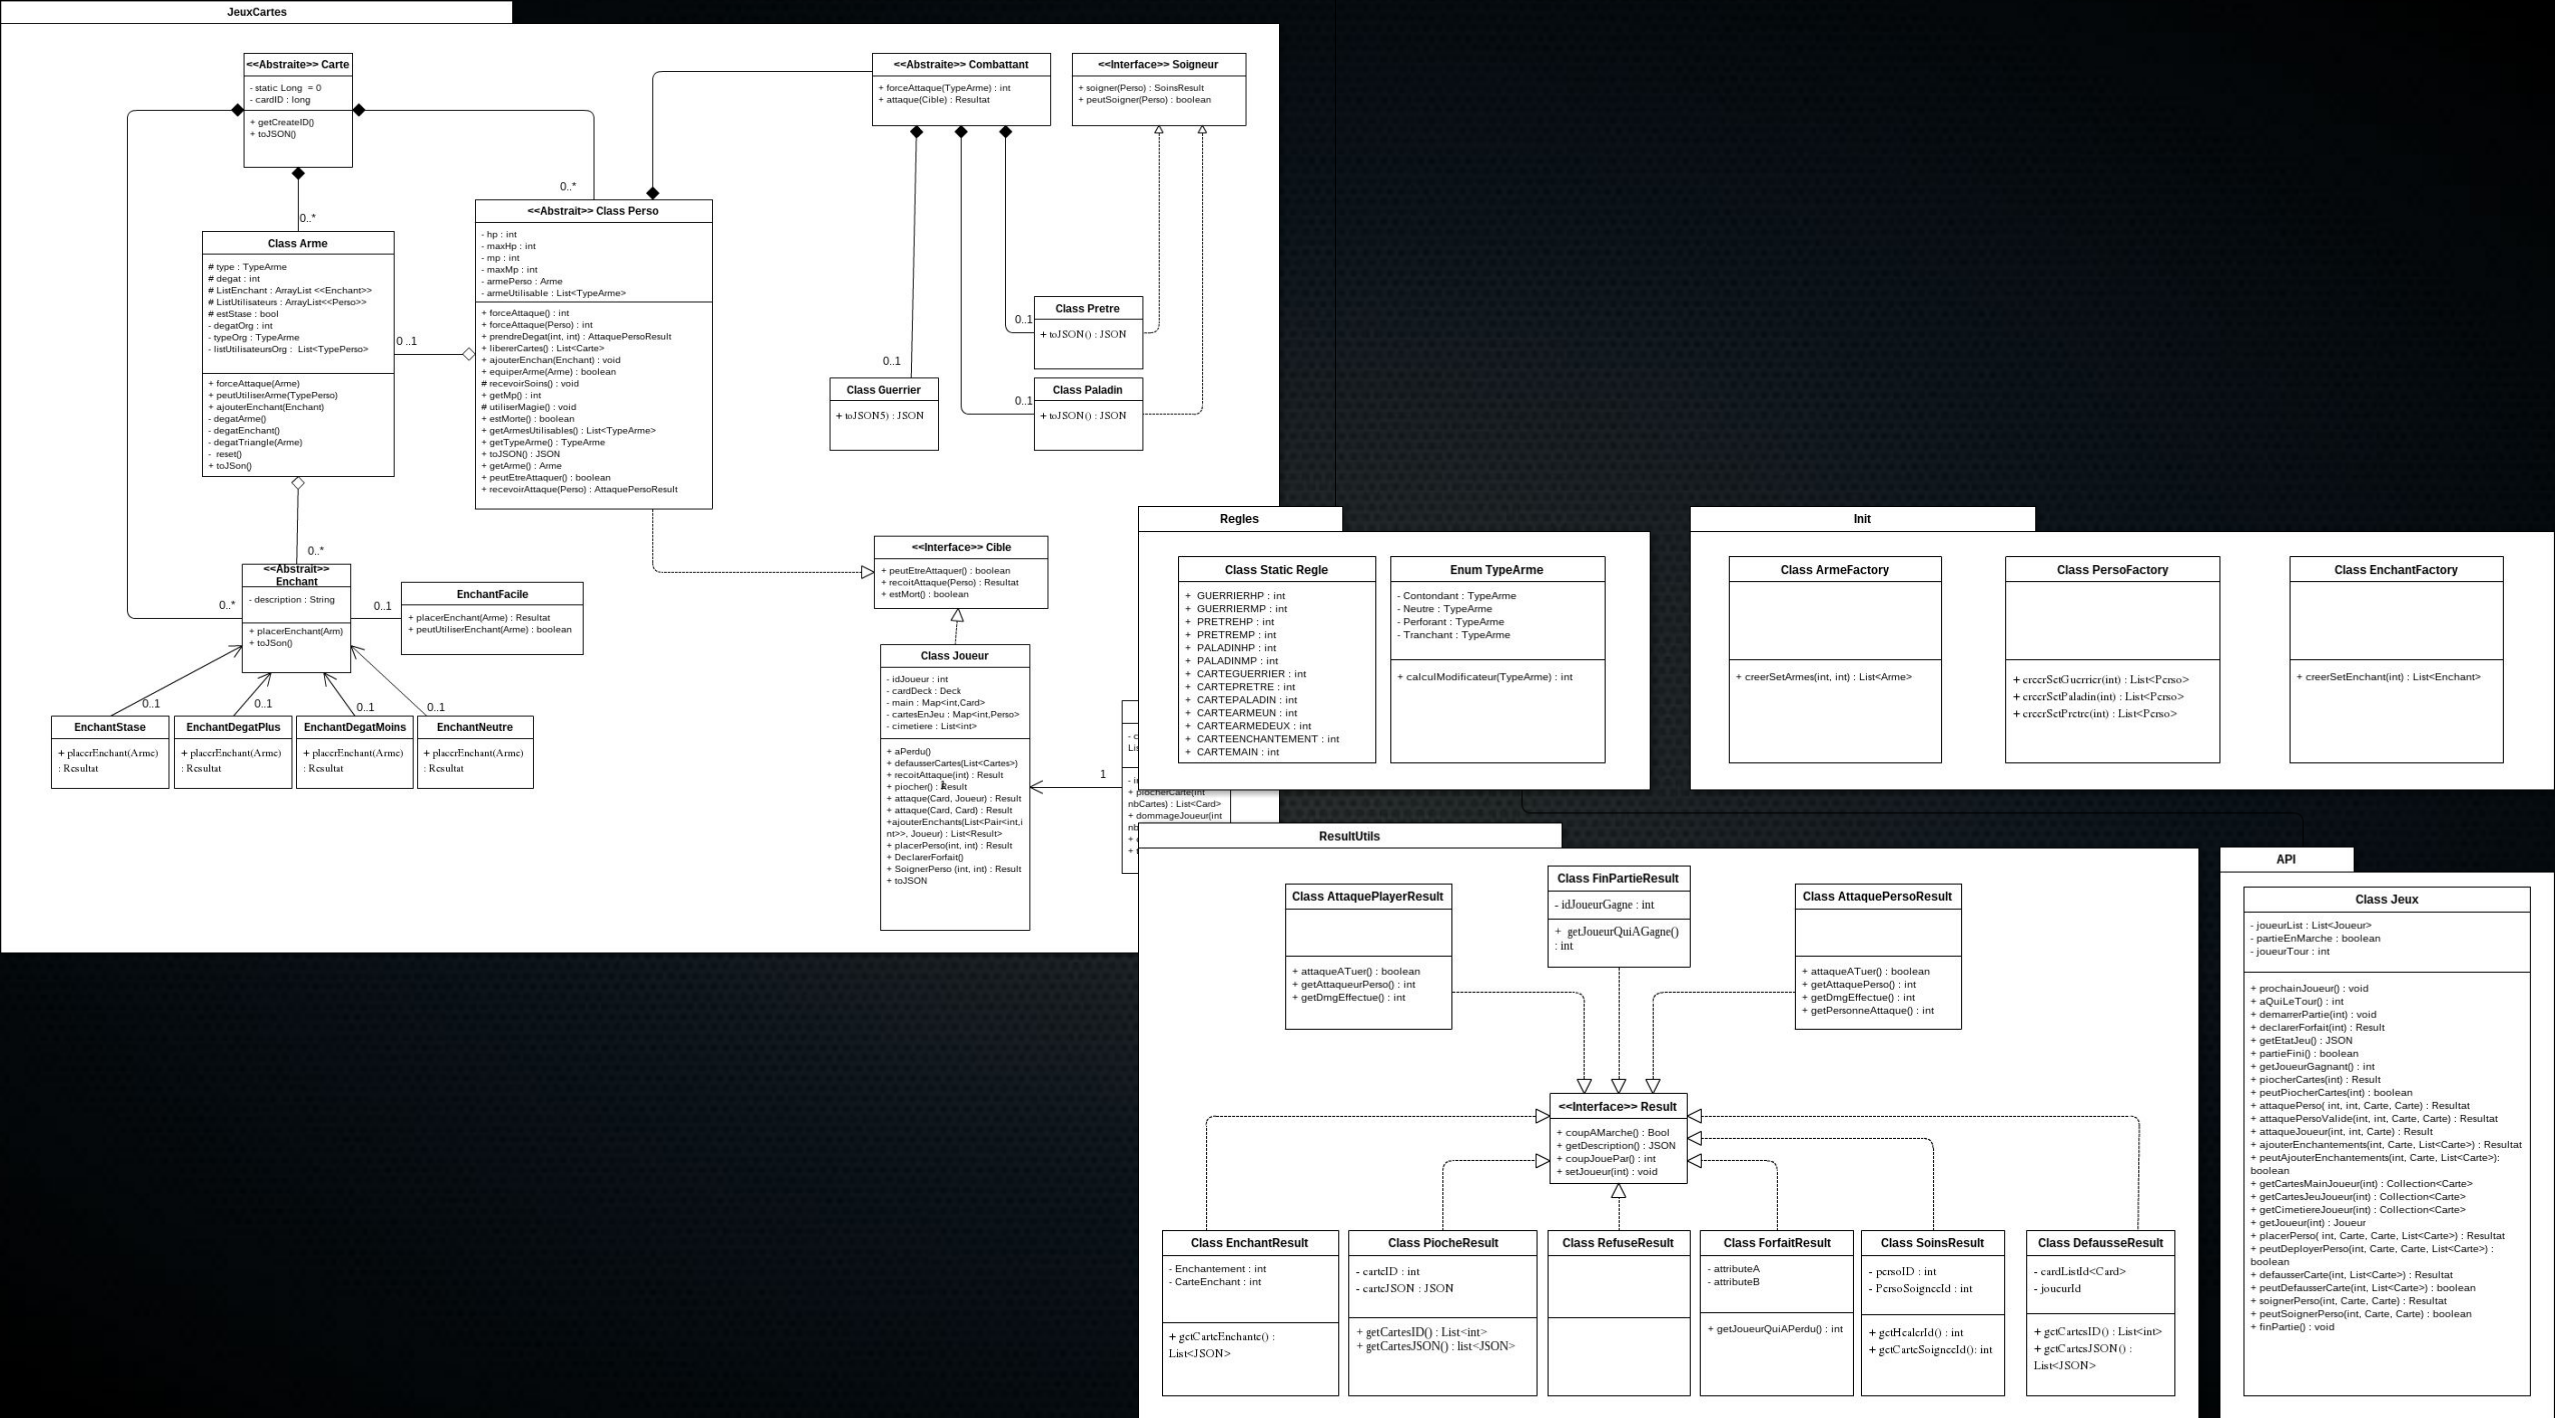 JeuxCartes
<<Abstraite>> Carte
- static Long  = 0
- cardID : long
+ getCreateID()
+ toJSON()
0..*
0..*
Class Arme
# type : TypeArme
# degat : int
# ListEnchant : ArrayList <<Enchant>>
# ListUtilisateurs : ArrayList<<Perso>>
# estStase : bool
- degatOrg : int
- typeOrg : TypeArme
- listUtilisateursOrg :  List<TypePerso>
+ forceAttaque(Arme)
+ peutUtiliserArme(TypePerso)
+ ajouterEnchant(Enchant)
- degatArme()
- degatEnchant()
- degatTriangle(Arme)
-  reset()
+ toJSon()
0 ..1
<<Abstrait>> Class Perso
- hp : int
- maxHp : int
- mp : int
- maxMp : int
- armePerso : Arme
- armeUtilisable : List<TypeArme>
+ forceAttaque() : int
+ forceAttaque(Perso) : int
+ prendreDegat(int, int) : AttaquePersoResult
+ libererCartes() : List<Carte>
+ ajouterEnchan(Enchant) : void
+ equiperArme(Arme) : boolean
# recevoirSoins() : void
+ getMp() : int
# utiliserMagie() : void
+ estMorte() : boolean
+ getArmesUtilisables() : List<TypeArme>
+ getTypeArme() : TypeArme
+ toJSON() : JSON
+ getArme() : Arme
+ peutEtreAttaquer() : boolean
+ recevoirAttaque(Perso) : AttaquePersoResult
<<Abstraite>> Combattant
+ forceAttaque(TypeArme) : int
+ attaque(Cible) : Resultat
<<Interface>> Soigneur
+ soigner(Perso) : SoinsResult
+ peutSoigner(Perso) : boolean
0..1
Class Pretre
+ toJSON() : JSON
0..1
Class Guerrier
+ toJSON5) : JSON
0..1
Class Paladin
+ toJSON() : JSON
0..*
<<Abstrait>>
Enchant
- description : String
+ placerEnchant(Arm)
+ toJSon()
0..*
0..1
EnchantFacile
+ placerEnchant(Arme) : Resultat
+ peutUtiliserEnchant(Arme) : boolean
0..1
0..1
0..1
0..1
EnchantStase
+ placerEnchant(Arme)
: Resultat
EnchantDegatPlus
+ placerEnchant(Arme)
: Resultat
EnchantDegatMoins
+ placerEnchant(Arme)
: Resultat
EnchantNeutre
+ placerEnchant(Arme)
: Resultat
<<Interface>> Cible
+ peutEtreAttaquer() : boolean
+ recoitAttaque(Perso) : Resultat
+ estMort() : boolean
Class Joueur
- idJoueur : int
- cardDeck : Deck
- main : Map<int,Card>
- cartesEnJeu : Map<int,Perso>
- cimetiere : List<int>
+ aPerdu()
+ defausserCartes(List<Cartes>)
+ recoitAttaque(int) : Result
+ piocher() : Result
+ attaque(Card, Joueur) : Result
+ attaque(Card, Card) : Result
+ajouterEnchants(List<Pair<int,i
nt>>, Joueur) : List<Result>
+ placerPerso(int, int) : Result
+ DeclarerForfait()
+ SoignerPerso (int, int) : Result
+ toJSON
1
+ piocherCarte(int
nbCartes) : List<Card>
+ dommageJoueur(int
Regles
Class Static Regle
+  GUERRIERHP : int
+  GUERRIERMP : int
+  PRETREHP : int
+  PRETREMP : int
+  PALADINHP : int
+  PALADINMP : int
+  CARTEGUERRIER : int
+  CARTEPRETRE : int
+  CARTEPALADIN : int
+  CARTEARMEUN : int
+  CARTEARMEDEUX : int
+  CARTEENCHANTEMENT : int
+  CARTEMAIN : int
Enum TypeArme
- Contondant : TypeArme
- Neutre : TypeArme
- Perforant : TypeArme
- Tranchant : TypeArme
+ calculModificateur(TypeArme) : int
Init
Class ArmeFactory
+ creerSetArmes(int, int) : List<Arme>
Class PersoFactory
+ creerSetGuerrier(int) : List<Perso>
+ creerSetPaladin(int) : List<Perso>
+ creerSetPretre(int) : List<Perso>
Class EnchantFactory
+ creerSetEnchant(int) : List<Enchant>
ResultUtils
Class AttaquePlayerResult
+ attaqueATuer() : boolean
+ getAttaqueurPerso() : int
+ getDmgEffectue() : int
Class FinPartieResult
- idJoueurGagne : int
+  getJoueurQuiAGagne()
: int
Class AttaquePersoResult
+ attaqueATuer() : boolean
+ getAttaquePerso() : int
+ getDmgEffectue() : int
+ getPersonneAttaque() : int
<<Interface>> Result
+ coupAMarche() : Bool
+ getDescription() : JSON
+ coupJouePar() : int
+ setJoueur(int) : void
Class EnchantResult
- Enchantement : int
- CarteEnchant : int
+ getCarteEnchante() :
List<JSON>
Class PiocheResult
- carteID : int
- carteJSON : JSON
+ getCartesID() : List<int>
+ getCartesJSON() : list<JSON>
Class RefuseResult
Class ForfaitResult
- attributeA
- attributeB
+ getJoueurQuiAPerdu() : int
Class SoinsResult
- persoID : int
- PersoSoigneeId : int
+ getHealerId() : int
+ getCarteSoigneeId(): int
Class DefausseResult
- cardListId<Card>
- joueurId
+ getCartesID() : List<int>
+ getCartesJSON() :
List<JSON>
API
Class Jeux
- joueurList : List<Joueur>
- partieEnMarche : boolean
- joueurTour : int
+ prochainJoueur() : void
+ aQuiLeTour() : int
+ demarrerPartie(int) : void
+ declarerForfait(int) : Result
+ getEtatJeu() : JSON
+ partieFini() : boolean
+ getJoueurGagnant() : int
+ piocherCartes(int) : Result
+ peutPiocherCartes(int) : boolean
+ attaquePerso( int, int, Carte, Carte) : Resultat
+ attaquePersoValide(int, int, Carte, Carte) : Resultat
+ attaqueJoueur(int, int, Carte) : Result
+ ajouterEnchantements(int, Carte, List<Carte>) : Resultat
+ peutAjouterEnchantements(int, Carte, List<Carte>):
boolean
+ getCartesMainJoueur(int) : Collection<Carte>
+ getCartesJeuJoueur(int) : Collection<Carte>
+ getCimetiereJoueur(int) : Collection<Carte>
+ getJoueur(int) : Joueur
+ placerPerso( int, Carte, Carte, List<Carte>) : Resultat
+ peutDeployerPerso(int, Carte, Carte, List<Carte>) :
boolean
+ defausserCarte(int, List<Carte>) : Resultat
+ peutDefausserCarte(int, List<Carte>) : boolean
+ soignerPerso(int, Carte, Carte) : Resultat
+ peutSoignerPerso(int, Carte, Carte) : boolean
+ finPartie() : void